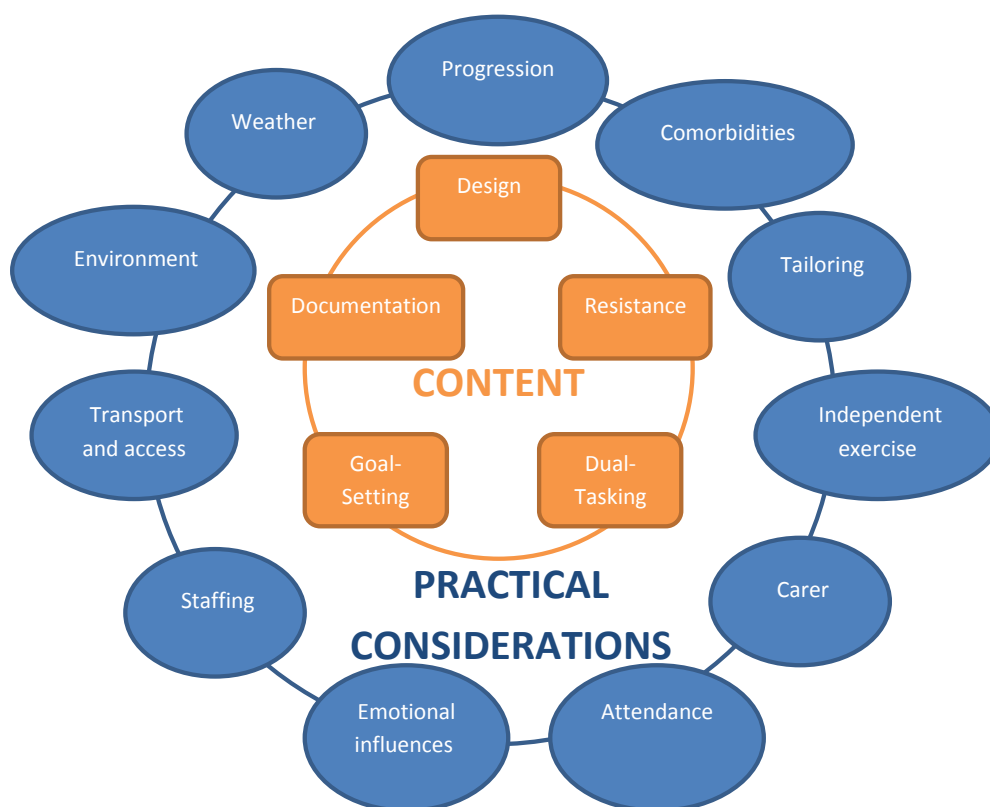 Progression
Weather
Comorbidities
Design
Environment
Tailoring
Documentation
Resistance
CONTENT
Transport
and access
Independent
exercise
Goal-
Setting
Dual-
Tasking
PRACTICAL
CONSIDERATIONS
Staffing
Carer
Emotional
influences
Attendance